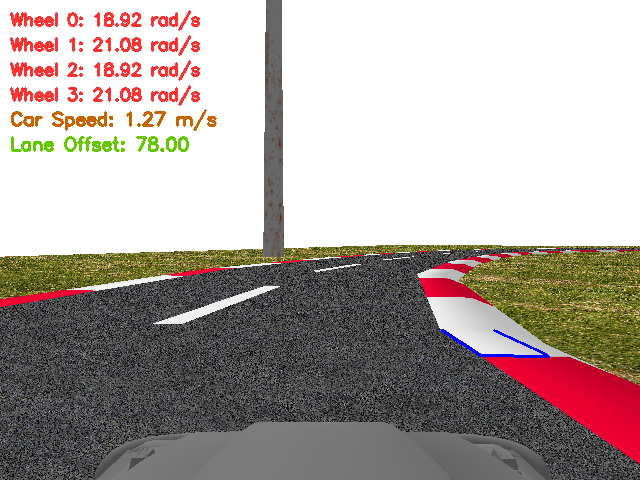 Wheel 0: 18.92 rad/s
Wheel 1: 21.08 rad/s
Wheel 2: 18.92 rad/s
Wheel 3: 21.08 rad/s
Car Speed: 1.27 m/s
Lane Offset: 78.00